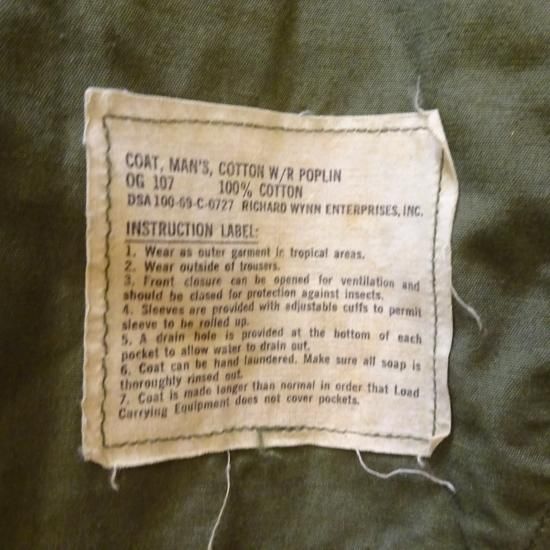 COAT, MAN'S, COTTON W/R POPLIN
OG 107 100% COTTON
DSA 100-69-C-0727 RICHARD WYNN ENTERPRISES, INC.
INSTRUCTION LABEL:
1. Wear as outer garment in tropical areas.
2. Wear outside of trousers.
3. Front closure can be opened for ventilation and
should be closed for protection against insects.
4. Sleeves are provided with adjustable cuffs to permit
sleeve to be rolled up.
5. A drain hole is provided at the bottom of each
pocket to allow water to drain out.
6. Coat can be hand laundered. Make sure all soap is
thoroughly rinsed out.
7. Coat is made longer than normal in order that Load
Carrying Equipment does not cover pockets.